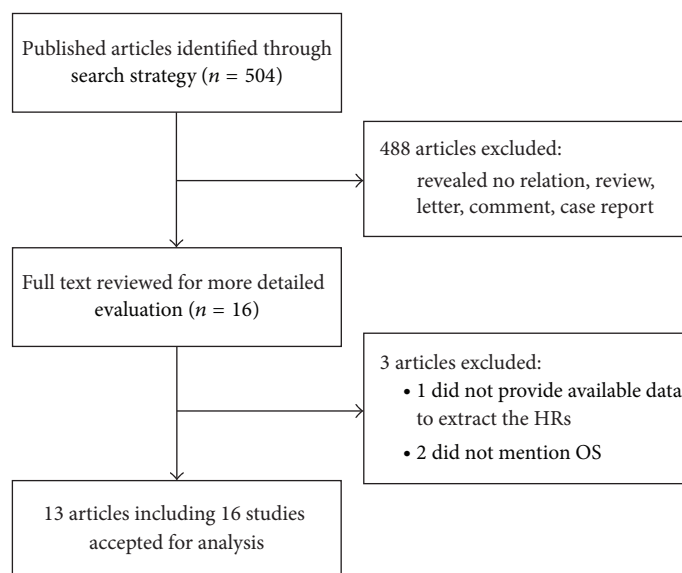 Published articles identified through
search strategy (n = 504)
488 articles excluded:
revealed no relation, review,
letter, comment, case report
Full text reviewed for more detailed
evaluation (n = 16)
3 articles excluded:
• 1 did not provide available data
to extract the HRs
• 2 did not mention OS
13 articles including 16 studies
accepted for analysis